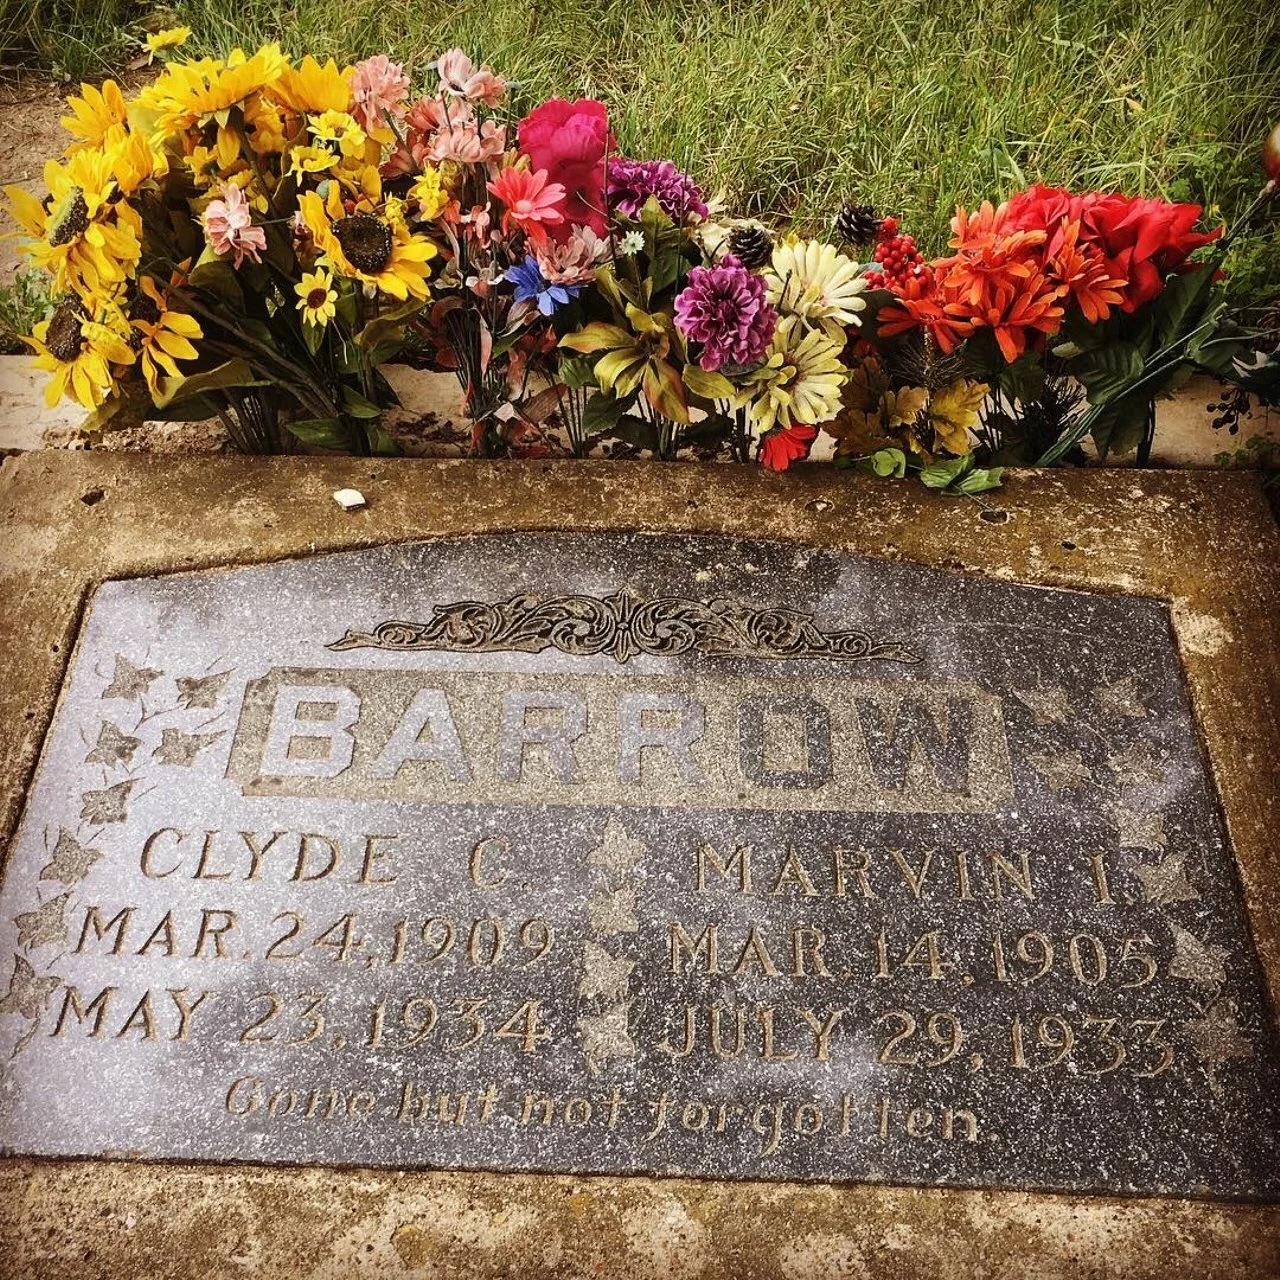 BARROW
CLYDE C
MAR. 24, 1909
MAY 23, 1934
MARVIN I.
MAR. 14, 1905
JULY 29, 1933
Gone but not forgotten.